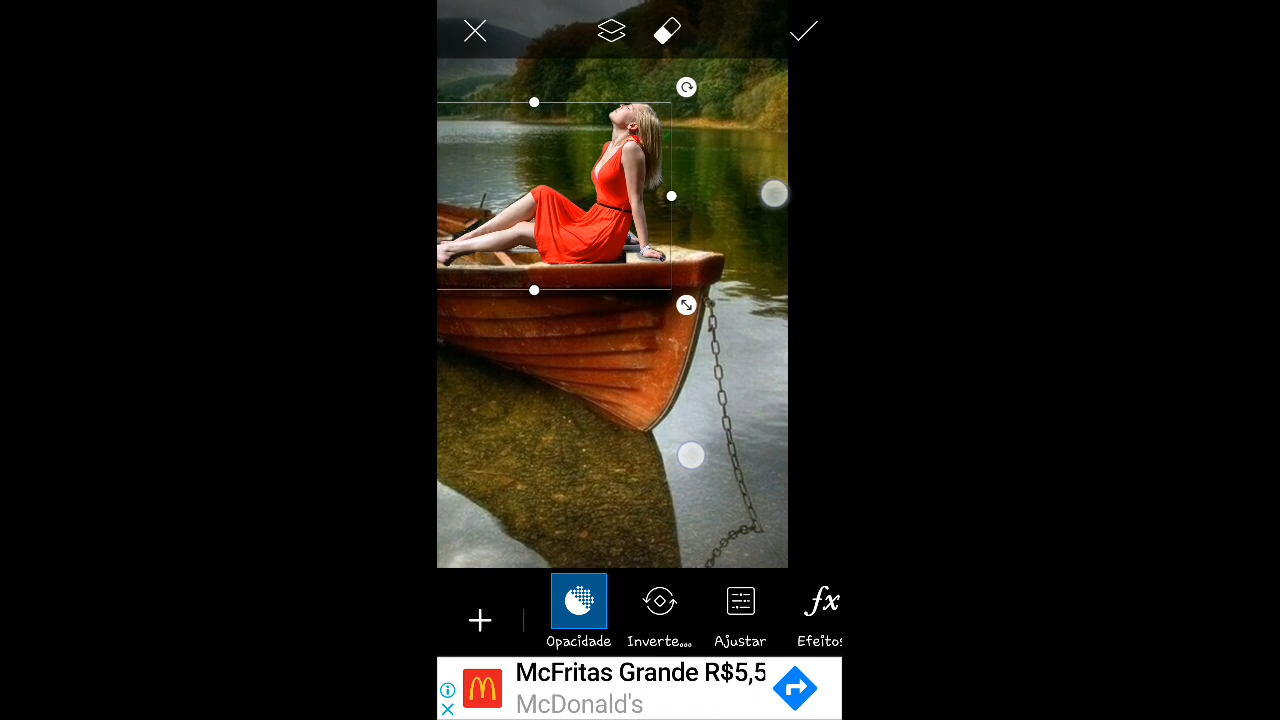 Opacidade Inverte... Ajustar Efeitos
McFritas Grande R$5,5
McDonald's